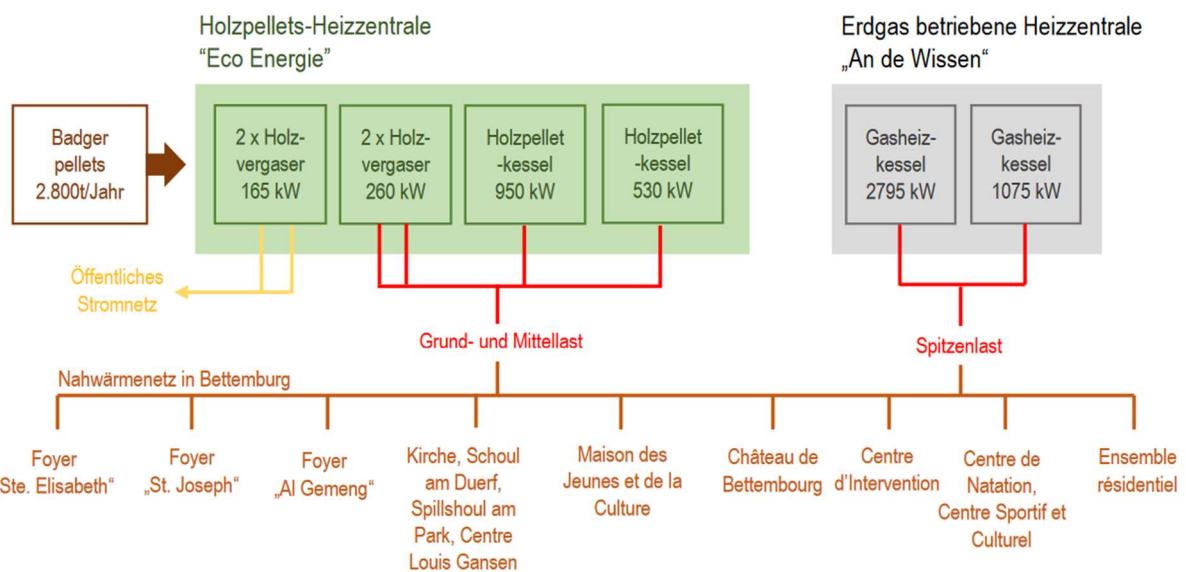 Holzpellets-Heizzentrale
“Eco Energie”
Erdgas betriebene Heizzentrale
„An de Wissen“
Badger
pellets
2.800t/Jahr
2 x Holz-
vergaser
165 kW
2 x Holz-
vergaser
260 kW
Holzpellet
-kessel
950 kW
Holzpellet
-kessel
530 kW
Gasheiz-
kessel
2795 kW
Gasheiz-
kessel
1075 kW
Öffentliches
Stromnetz
Grund- und Mittellast
Spitzenlast
Nahwärmenetz in Bettemburg
Foyer
Ste. Elisabeth“
Foyer
„St. Joseph“
Foyer
„Al Gemeng“
Kirche, Schoul
am Duerf,
Spillshoul am
Park, Centre
Louis Gansen
Maison des
Jeunes et de la
Culture
Château de
Bettembourg
Centre
d’Intervention
Centre de
Natation,
Centre Sportif et
Culturel
Ensemble
résidentiel